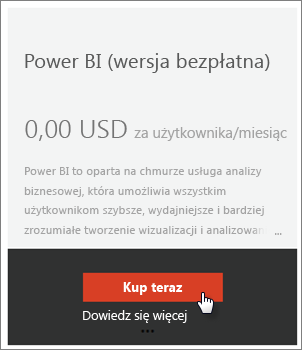 Power BI (wersja bezpłatna)
0,00 USD za użytkownika/miesiąc
Power BI to oparta na chmurze usługa analizy
biznesowej, która umożliwia wszystkim
użytkownikom szybsze, wydajniejsze i bardziej
zrozumiałe tworzenie wizualizacji i analizowan ...
Kup teraz
Dowiedz się więcej
...